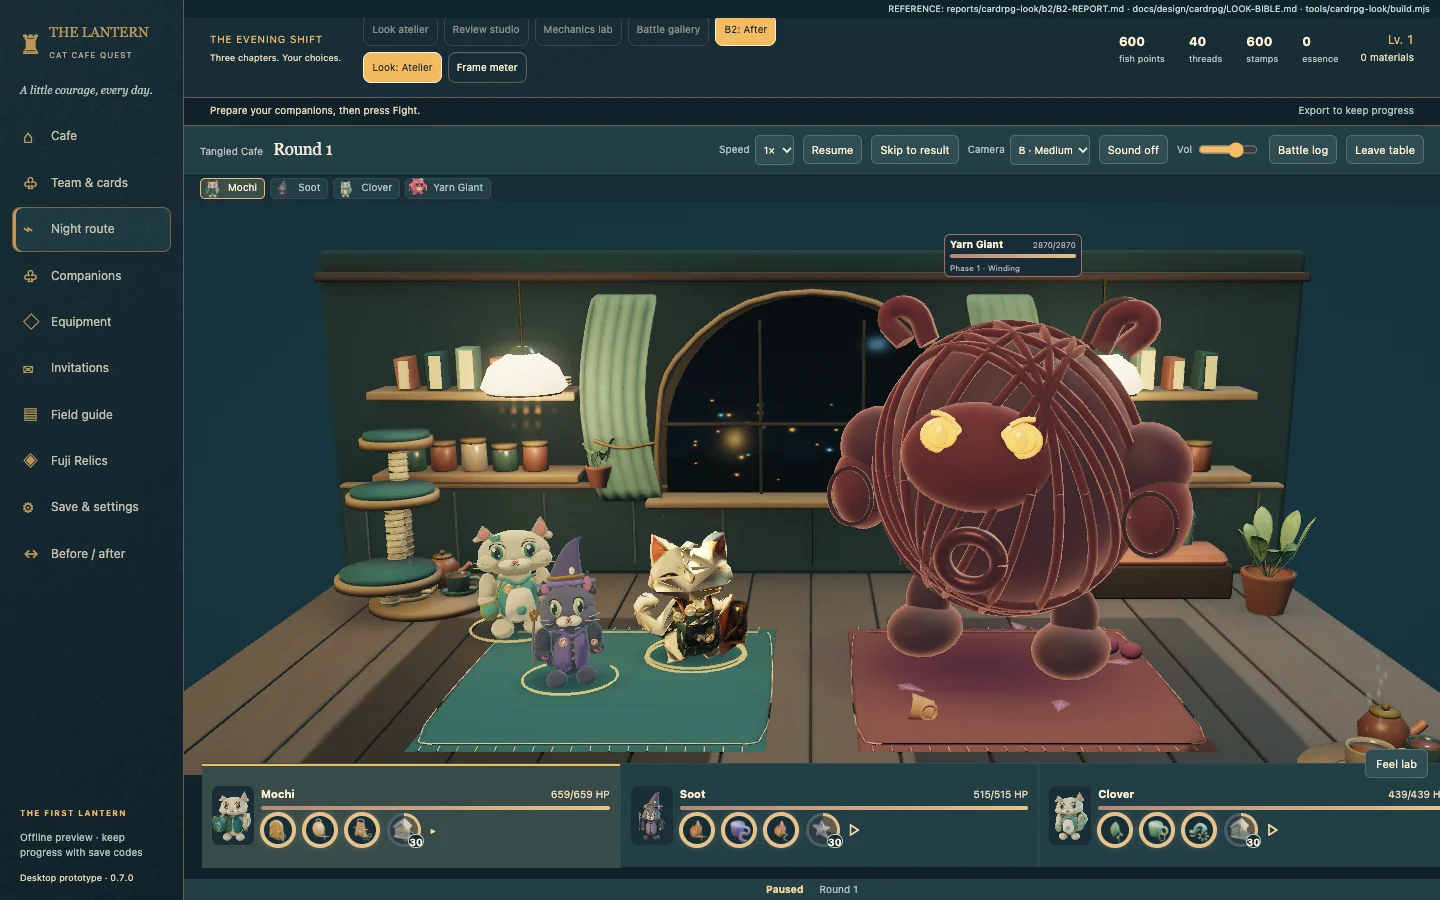 REFERENCE: reports/cardrpg-look/b2/B2-REPORT.md · docs/design/cardrpg/LOOK-BIBLE.md · tools/cardrpg-look/build.mjs
THE LANTERN
CAT CAFE QUEST
A little courage, every day.
Cafe
Team & cards
Night route
Companions
Equipment
Invitations
Field guide
Fuji Relics
Save & settings
Before / after
THE FIRST LANTERN
Offline preview · keep
progress with save codes
Desktop prototype · 0.7.0
THE EVENING SHIFT
Three chapters. Your choices.
Look atelier
Review studio
Mechanics lab
Battle gallery
B2: After
Look: Atelier
Frame meter
600
fish points
40
threads
600
stamps
0
essence
Lv. 1
0 materials
Prepare your companions, then press Fight.
Export to keep progress
Tangled Cafe
Round 1
Speed
1x
Resume
Skip to result
Camera
B · Medium
Sound off
Vol
Battle log
Leave table
Mochi
Soot
Clover
Yarn Giant
Yarn Giant
2870/2870
Phase 1 · Winding
Feel lab
Mochi
659/659 HP
30
Soot
515/515 HP
30
Clover
439/439 H
30
Paused
Round 1